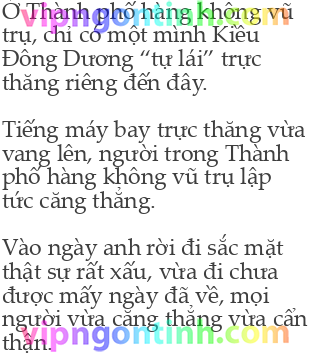 Ở Thành phố hàng không vũ
trụ, chỉ có một mình Kiều
Đông Dương “tự lái” trực
thăng riêng đến đây.
Tiếng máy bay trực thăng vừa
vang lên, người trong Thành
phố hàng không vũ trụ lập
tức căng thẳng.
Vào ngày anh rời đi sắc mặt
thật sự rất xấu, vừa đi chưa
được mấy ngày đã về, mọi
người vừa căng thẳng vừa cẩn
thận.
vipngontinh.com
vipngontinh.com